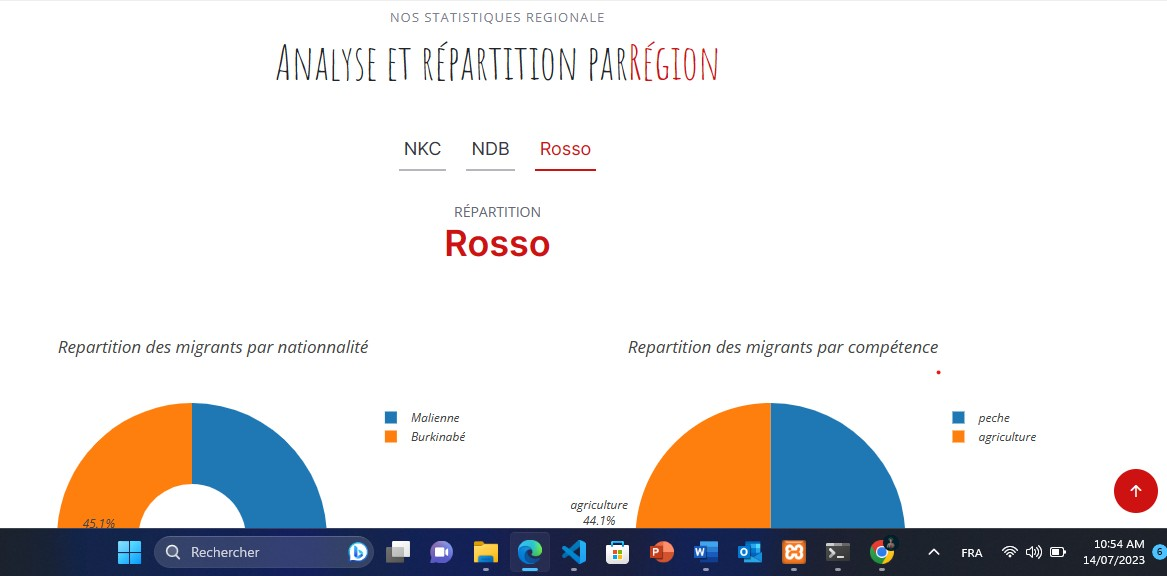 NOS STATISTIQUES REGIONALE
ANALYSE ET RÉPARTITION PARRÉGION
NKC NDB Rosso
RÉPARTITION
Rosso
Repartition des migrants par nationnalité
Repartition des migrants par compétence
Malienne
Burkinabé
45.1%
peche
agriculture
agriculture
44.1%
Rechercher
FRA
10:54 AM
14/07/2023
6